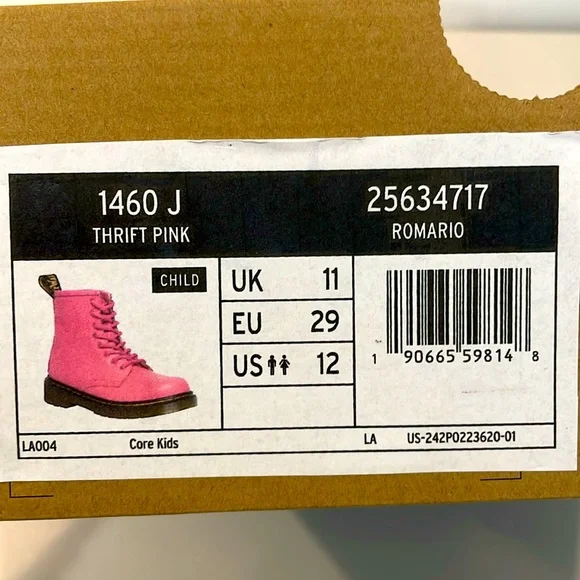 1460 J
THRIFT PINK
25634717
ROMARIO
CHILD
UK 11
EU 29
US 12
1 90665 59814 8
LA004 Core Kids LA US-242P0223620-01